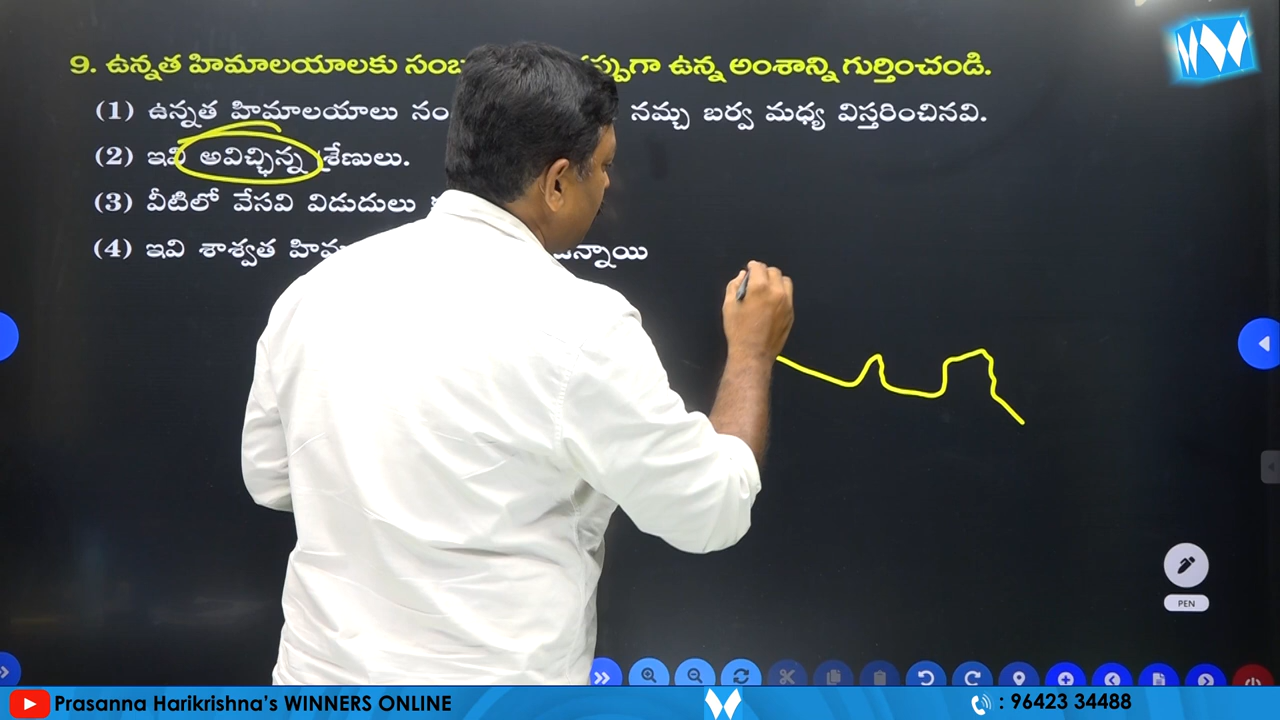 9. ఉన్నత హిమాలయాలకు ఉన్న అంశాన్ని గుర్తించండి.
(1) ఉన్నత హిమాలయాలు నమ్చ బర్వ మధ్య విస్తరించినవి.
(2) ఇవి అవిచ్ఛిన్న శ్రేణులు.
(3) వీటిలో వేసవి విడుదులు
(4) ఇవి శాశ్వత
PEN
Prasanna Harikrishna's WINNERS ONLINE
: 96423 34488